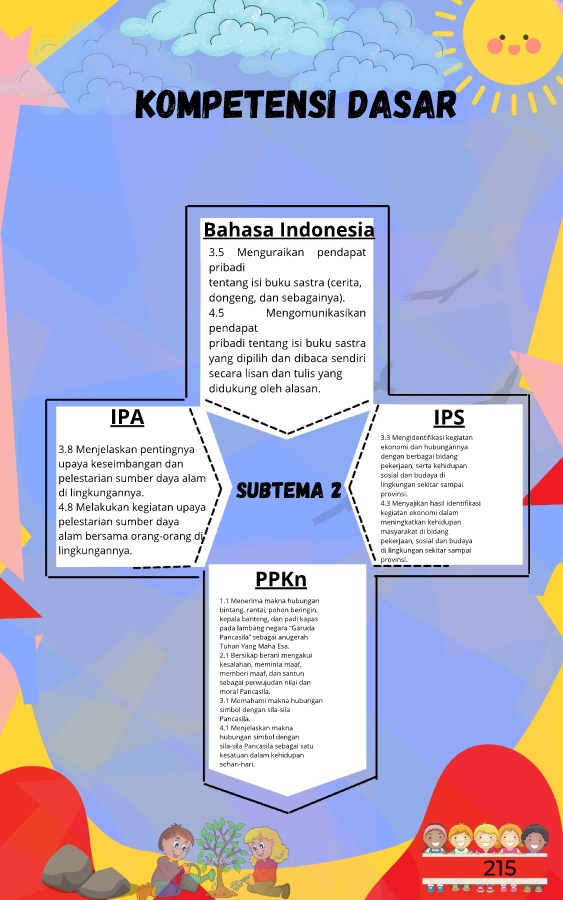 KOMPETENSI DASAR
Bahasa Indonesia
3.5 Menguraikan pendapat
pribadi
tentang isi buku sastra (cerita,
dongeng, dan sebagainya).
4.5 Mengomunikasikan
pendapat
pribadi tentang isi buku sastra
yang dipilih dan dibaca sendiri
secara lisan dan tulis yang
didukung oleh alasan.
IPA
3.8 Menjelaskan pentingnya
upaya keseimbangan dan
pelestarian sumber daya alam
di lingkungannya.
4.8 Melakukan kegiatan upaya
pelestarian sumber daya
alam bersama orang-orang di
lingkungannya.
SUBTEMA 2
IPS
3.3 Mengidentifikasi kegiatan
ekonomi dan hubungannya
dengan berbagai bidang
pekerjaan, serta kehidupan
sosial dan budaya di
lingkungan sekitar sampai
provinsi.
4.3 Menyajikan hasil identifikasi
kegiatan ekonomi dalam
meningkatkan kehidupan
masyarakat di bidang
pekerjaan, sosial dan budaya
di lingkungan sekitar sampai
provinsi.
PPKn
1.1 Menerima makna hubungan
bintang, rantai, pohon beringin,
kepala banteng, dan padi kapas
pada lambang negara "Garuda
Pancasila" sebagai anugerah
Tuhan Yang Maha Esa.
2.1 Bersikap berani mengakui
kesalahan, meminta maaf,
memberi maaf, dan santun
sebagai perwujudan nilai dan
moral Pancasila.
3.1 Memahami makna hubungan
simbol dengan sila-sila
Pancasila.
4.1 Menjelaskan makna
hubungan simbol dengan
sila-sila Pancasila sebagai satu
kesatuan dalam kehidupan
sehari-hari.
215